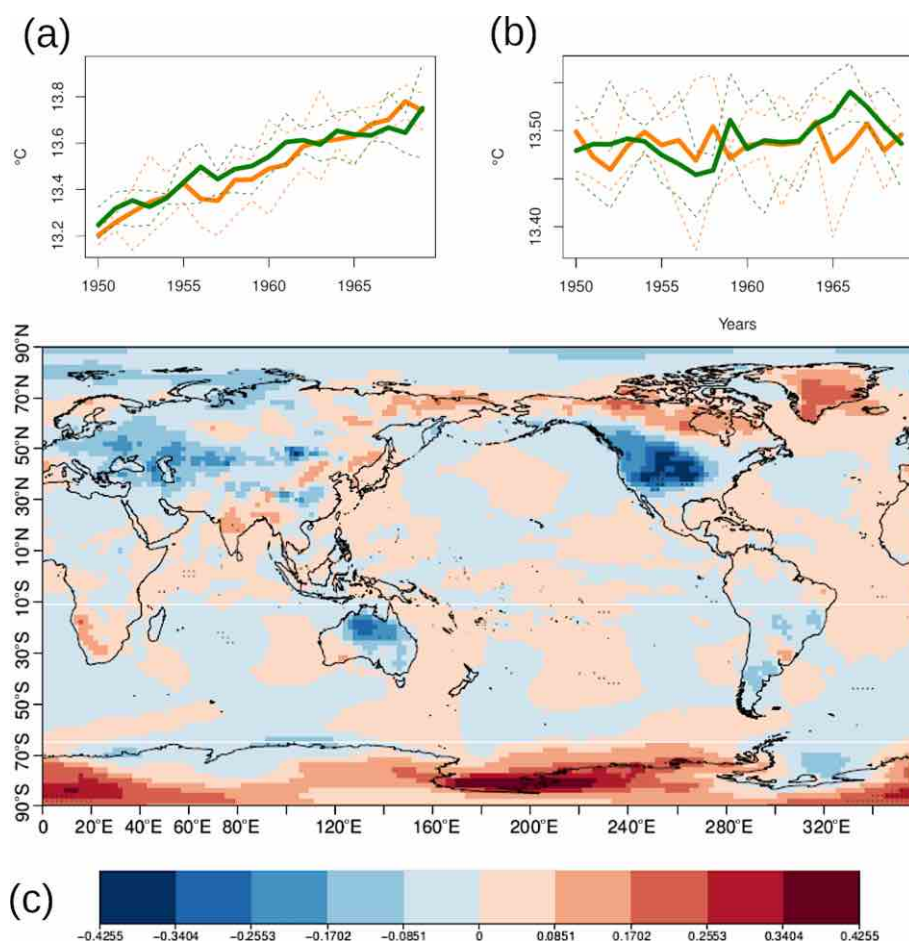 (a) (b)
°C 13.2 13.4 13.6 13.8
°C 13.40 13.50
1950 1955 1960 1965
1950 1955 1960 1965
Years
90°N
70°N
50°N
30°N
10°N
10°S
30°S
50°S
70°S
90°S
0 20°E 40°E 60°E 80°E 120°E 160°E 200°E 240°E 280°E 320°E
(c)
−0.4255 −0.3404 −0.2553 −0.1702 −0.0851 0 0.0851 0.1702 0.2553 0.3404 0.4255